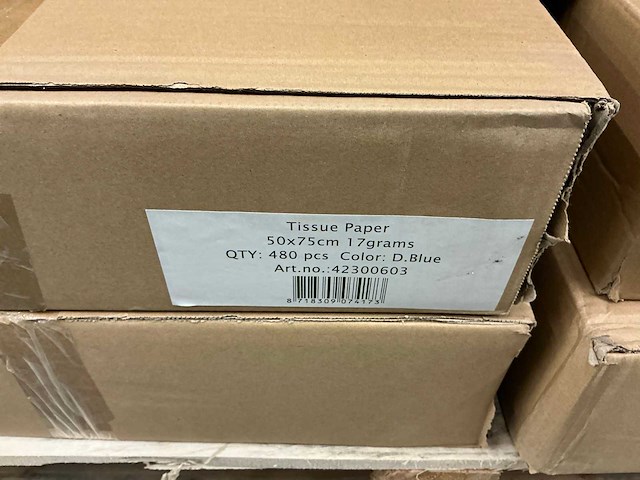 Tissue Paper
50x75cm 17grams
QTY: 480 pcs Color: D.Blue
Art.no.:42300603
8 718309 074173